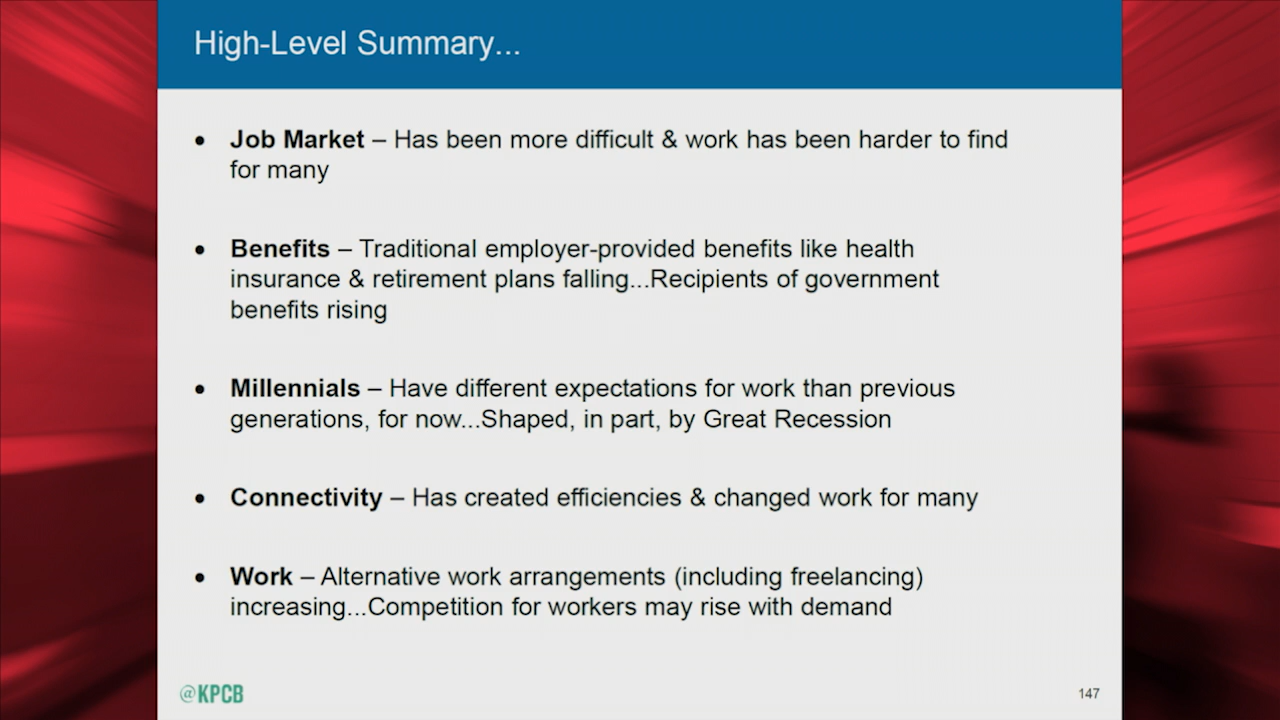 High-Level Summary...
• Job Market – Has been more difficult & work has been harder to find
for many
• Benefits – Traditional employer-provided benefits like health
insurance & retirement plans falling...Recipients of government
benefits rising
• Millennials – Have different expectations for work than previous
generations, for now...Shaped, in part, by Great Recession
• Connectivity – Has created efficiencies & changed work for many
• Work – Alternative work arrangements (including freelancing)
increasing...Competition for workers may rise with demand
@KPCB
147